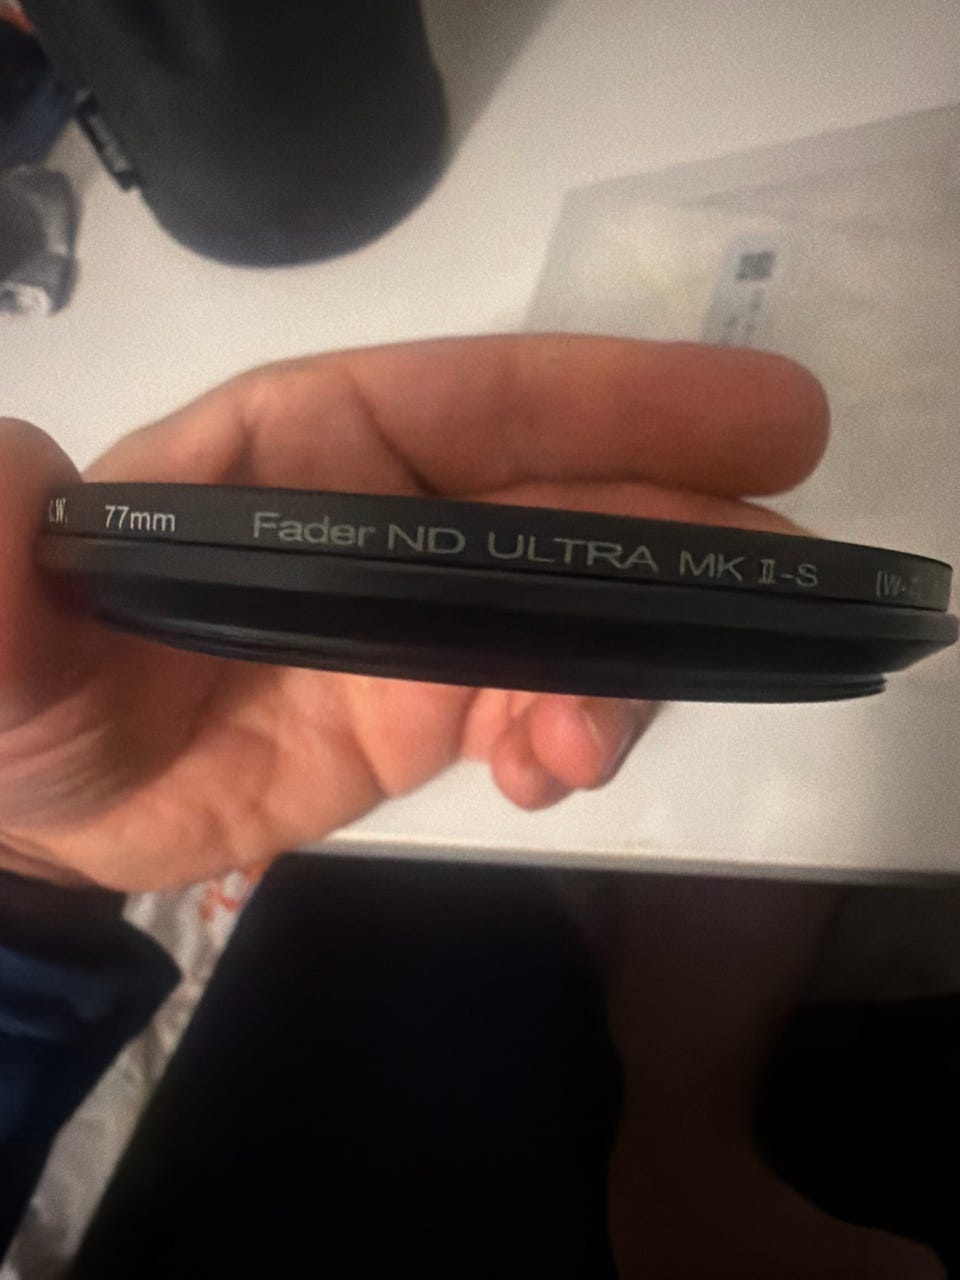 77mm Fader ND ULTRA MK Ⅱ-S